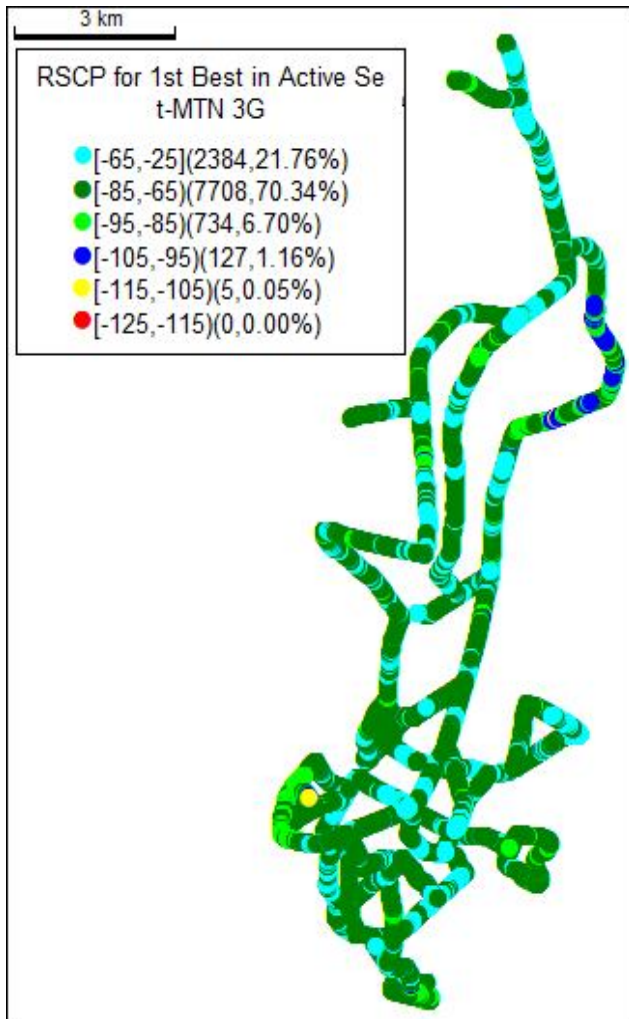 3 km
RSCP for 1st Best in Active Se
t-MTN 3G
[-65,-25](2384,21.76%)
[-85,-65)(7708,70.34%)
[-95,-85)(734,6.70%)
[-105,-95)(127,1.16%)
[-115,-105)(5,0.05%)
[-125,-115)(0,0.00%)